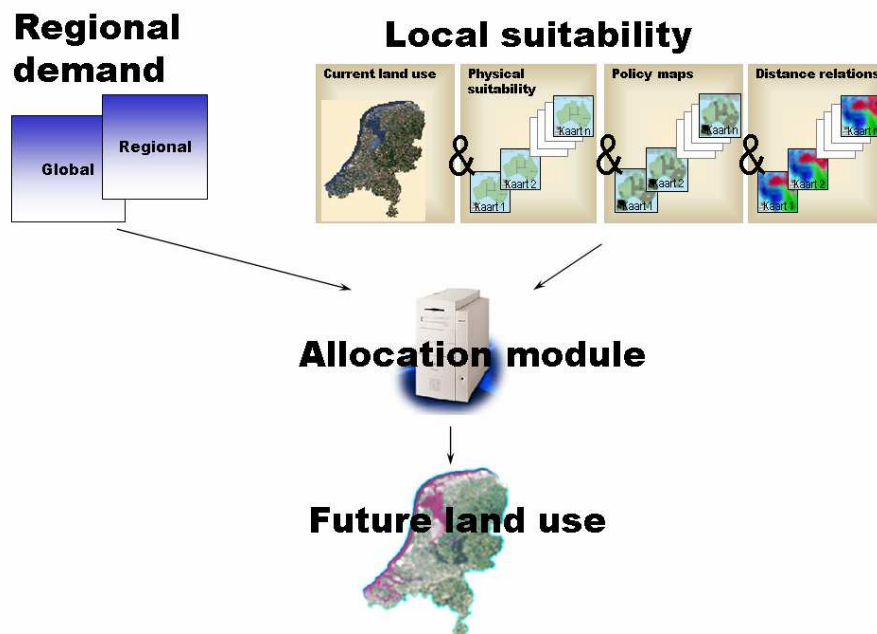 Regional
demand
Local suitability
Global
Regional
Current land use
Physical
suitability
Policy maps
Distance relations
&
&
&
Kaart 1
Kaart 2
Kaart n
Kaart 1
Kaart 2
Kaart n
Kaart 1
Kaart 2
Kaart n
Allocation module
Future land use